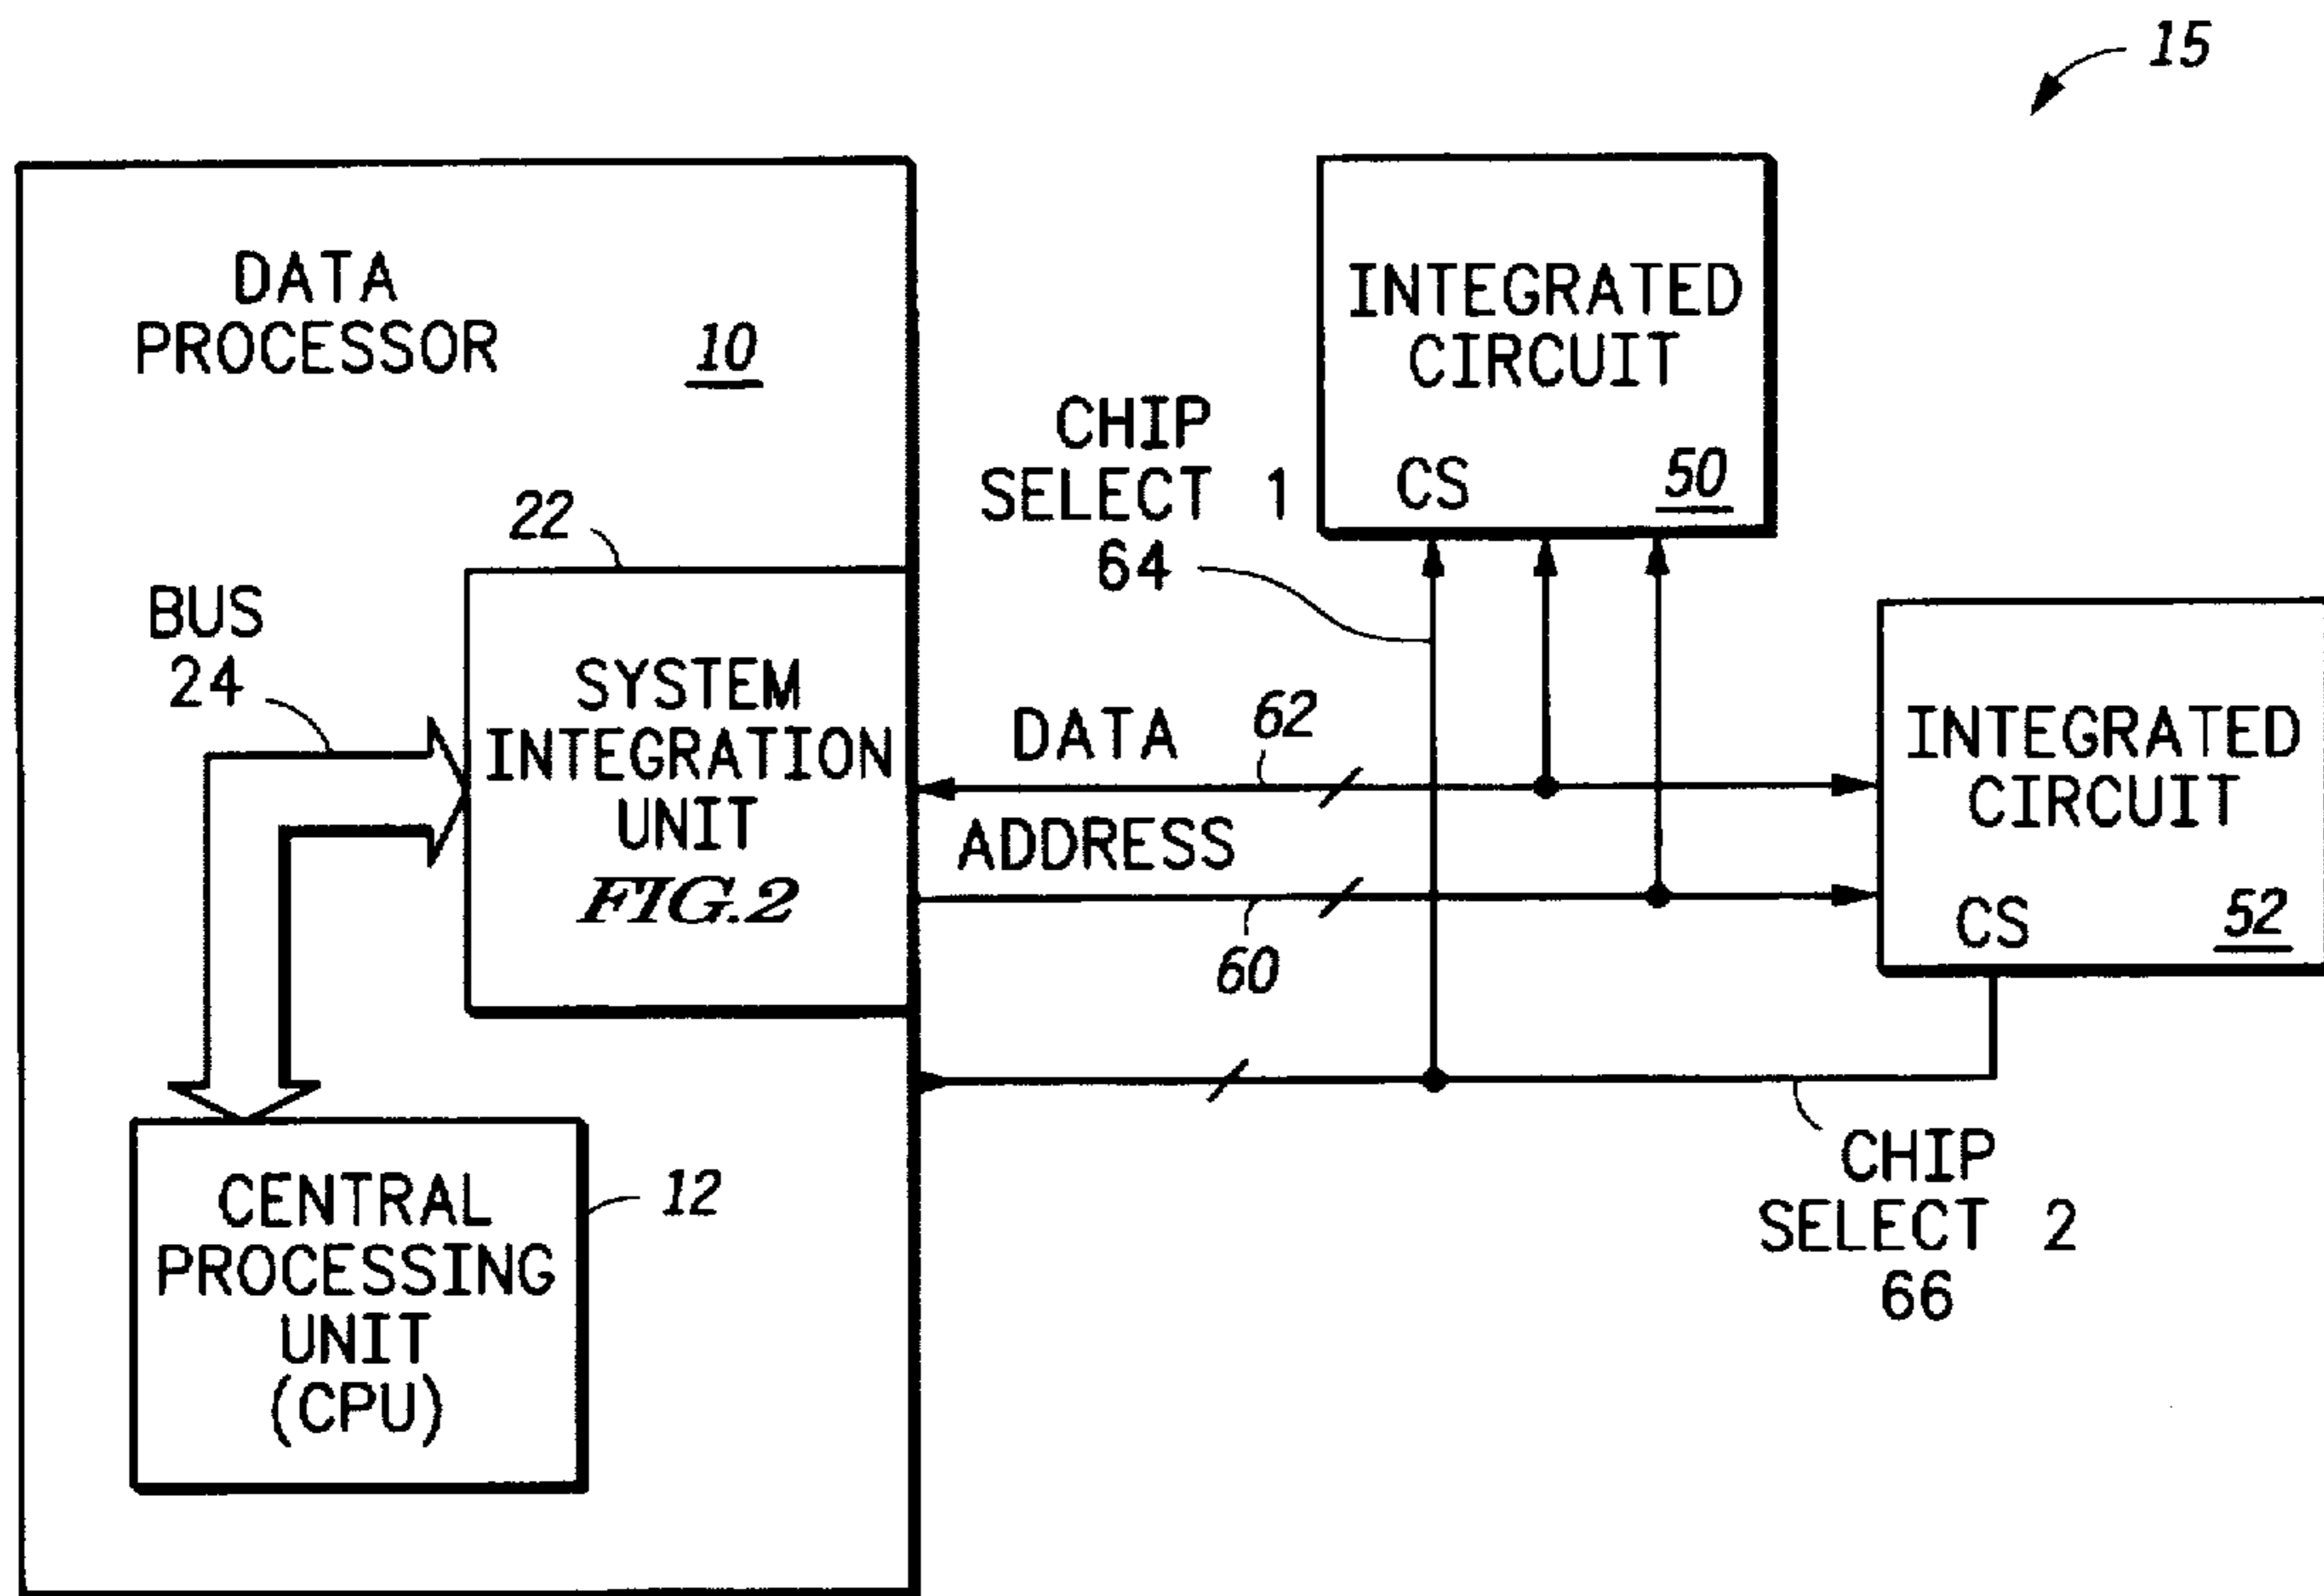 15
DATA
PROCESSOR
10
22
BUS
24
SYSTEM
INTEGRATION
UNIT
FIG.2
CENTRAL
PROCESSING
UNIT
(CPU)
12
CHIP
SELECT 1
64
INTEGRATED
CIRCUIT
CS 50
DATA 62
ADDRESS
60
INTEGRATED
CIRCUIT
CS 52
CHIP
SELECT 2
66